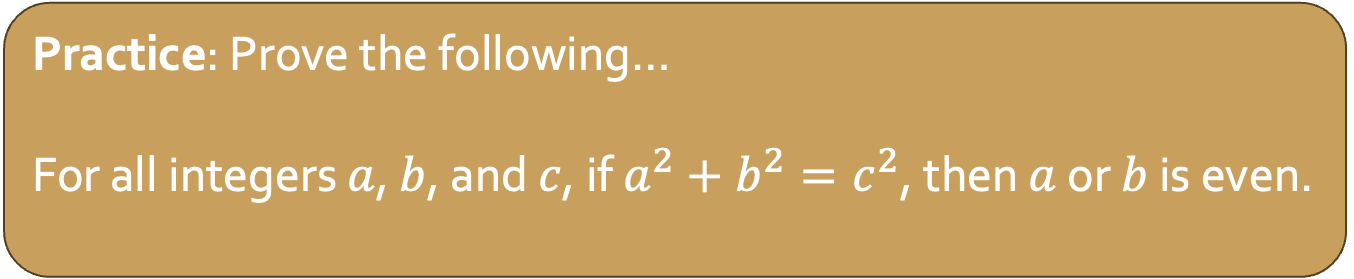 Practice: Prove the following...
For all integers a, b, and c, if a² + b² = c², then a or b is even.